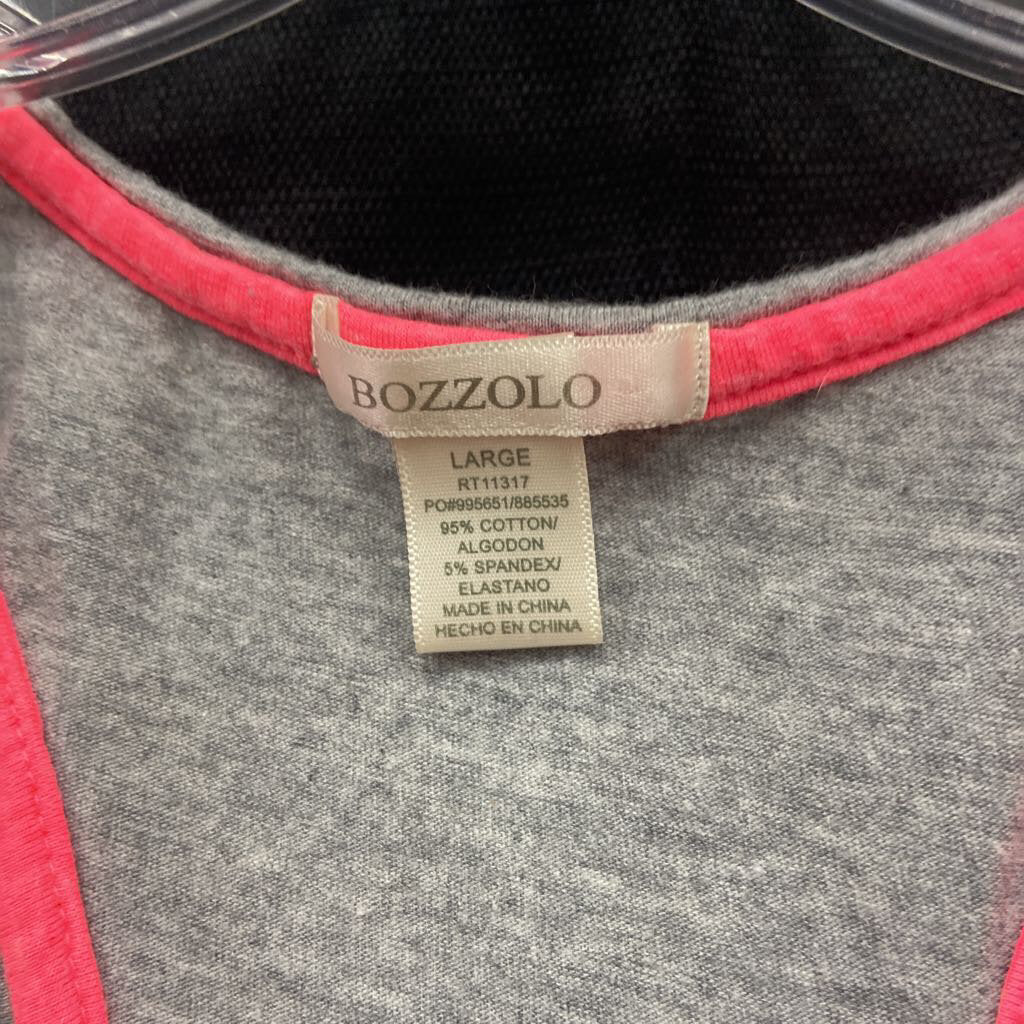 BOZZOLO
LARGE
RT11317
PO#995651/885535
95% COTTON/
ALGODON
5% SPANDEX/
ELASTANO
MADE IN CHINA
HECHO EN CHINA